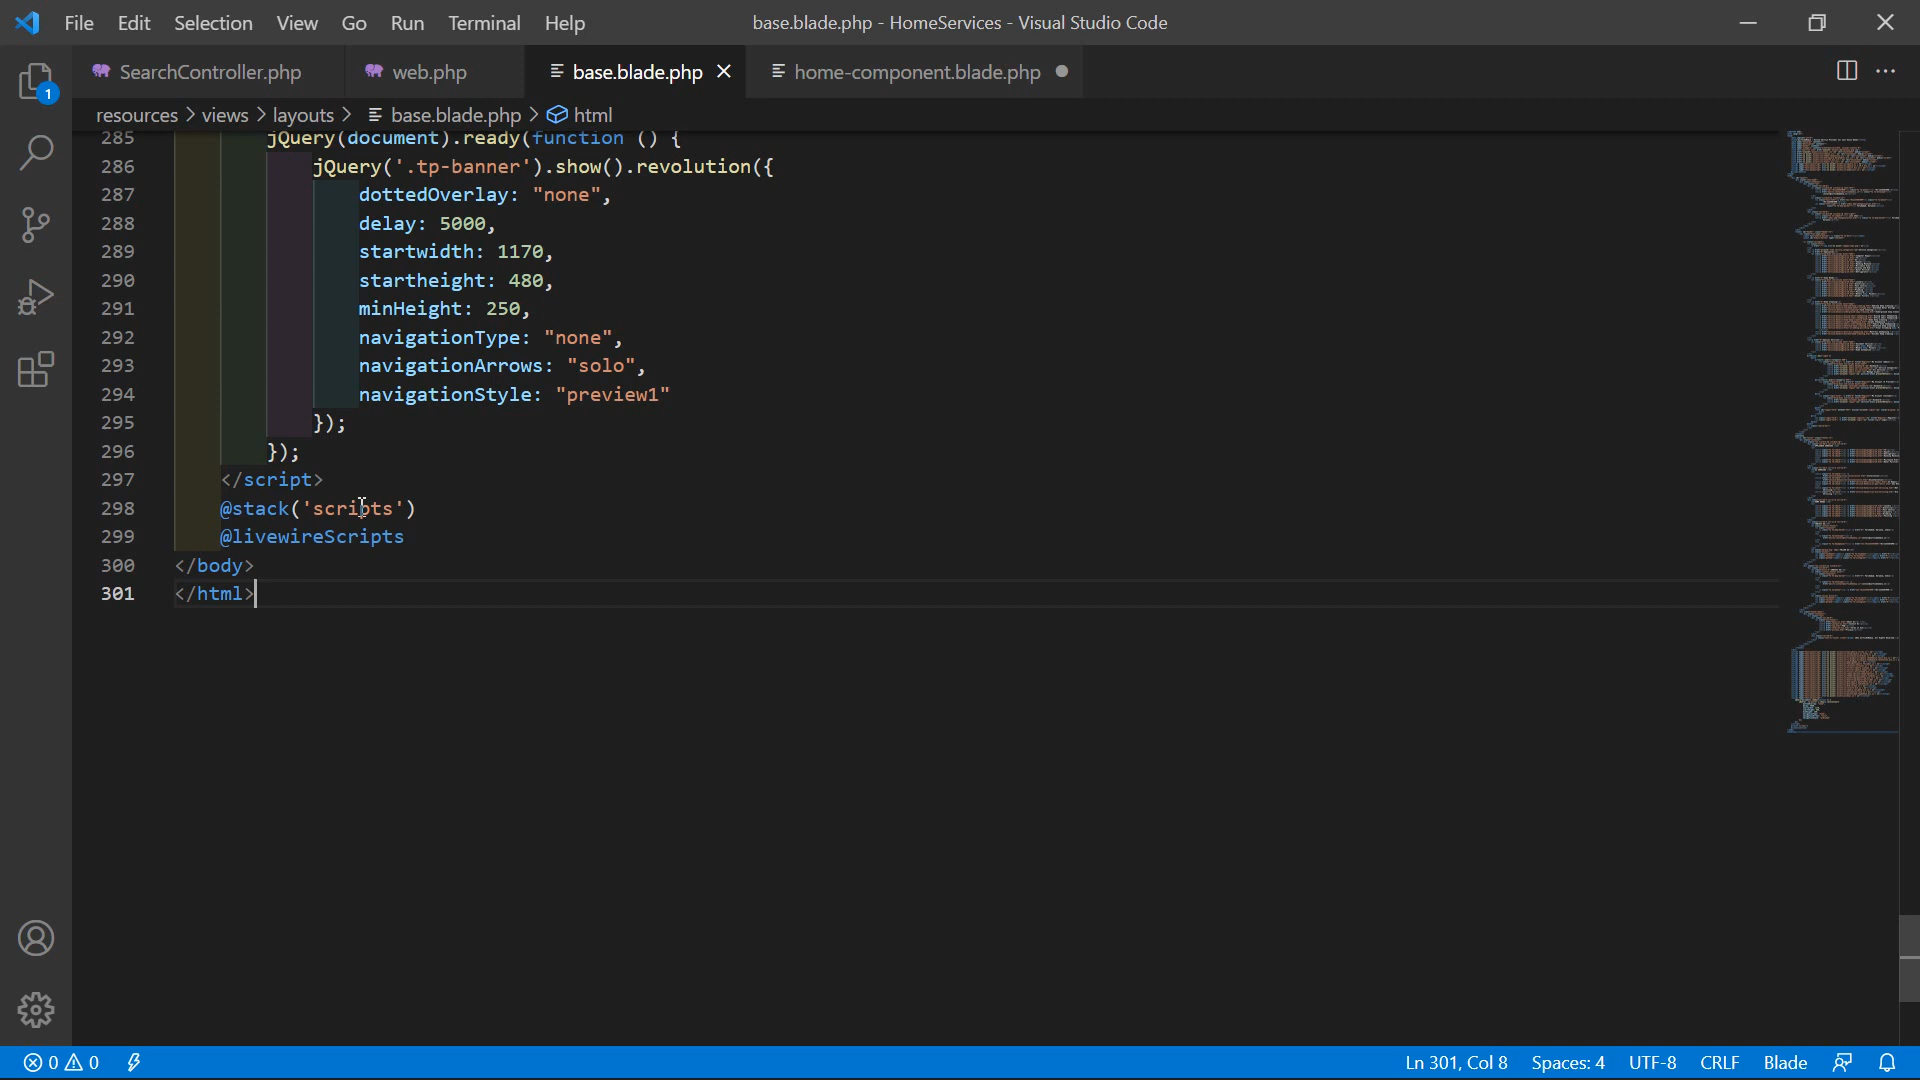 File Edit Selection View Go Run Terminal Help
base.blade.php - HomeServices - Visual Studio Code
SearchController.php web.php base.blade.php home-component.blade.php
1
resources > views > layouts > base.blade.php > html
285 jQuery(document).ready(function () {
286 jQuery('.tp-banner').show().revolution({
287 dottedOverlay: "none",
288 delay: 5000,
289 startwidth: 1170,
290 startheight: 480,
291 minHeight: 250,
292 navigationType: "none",
293 navigationArrows: "solo",
294 navigationStyle: "preview1"
295 });
296 });
297 </script>
298 @stack('scripts')
299 @livewireScripts
300 </body>
301 </html>
0 0
Ln 301, Col 8 Spaces: 4 UTF-8 CRLF Blade